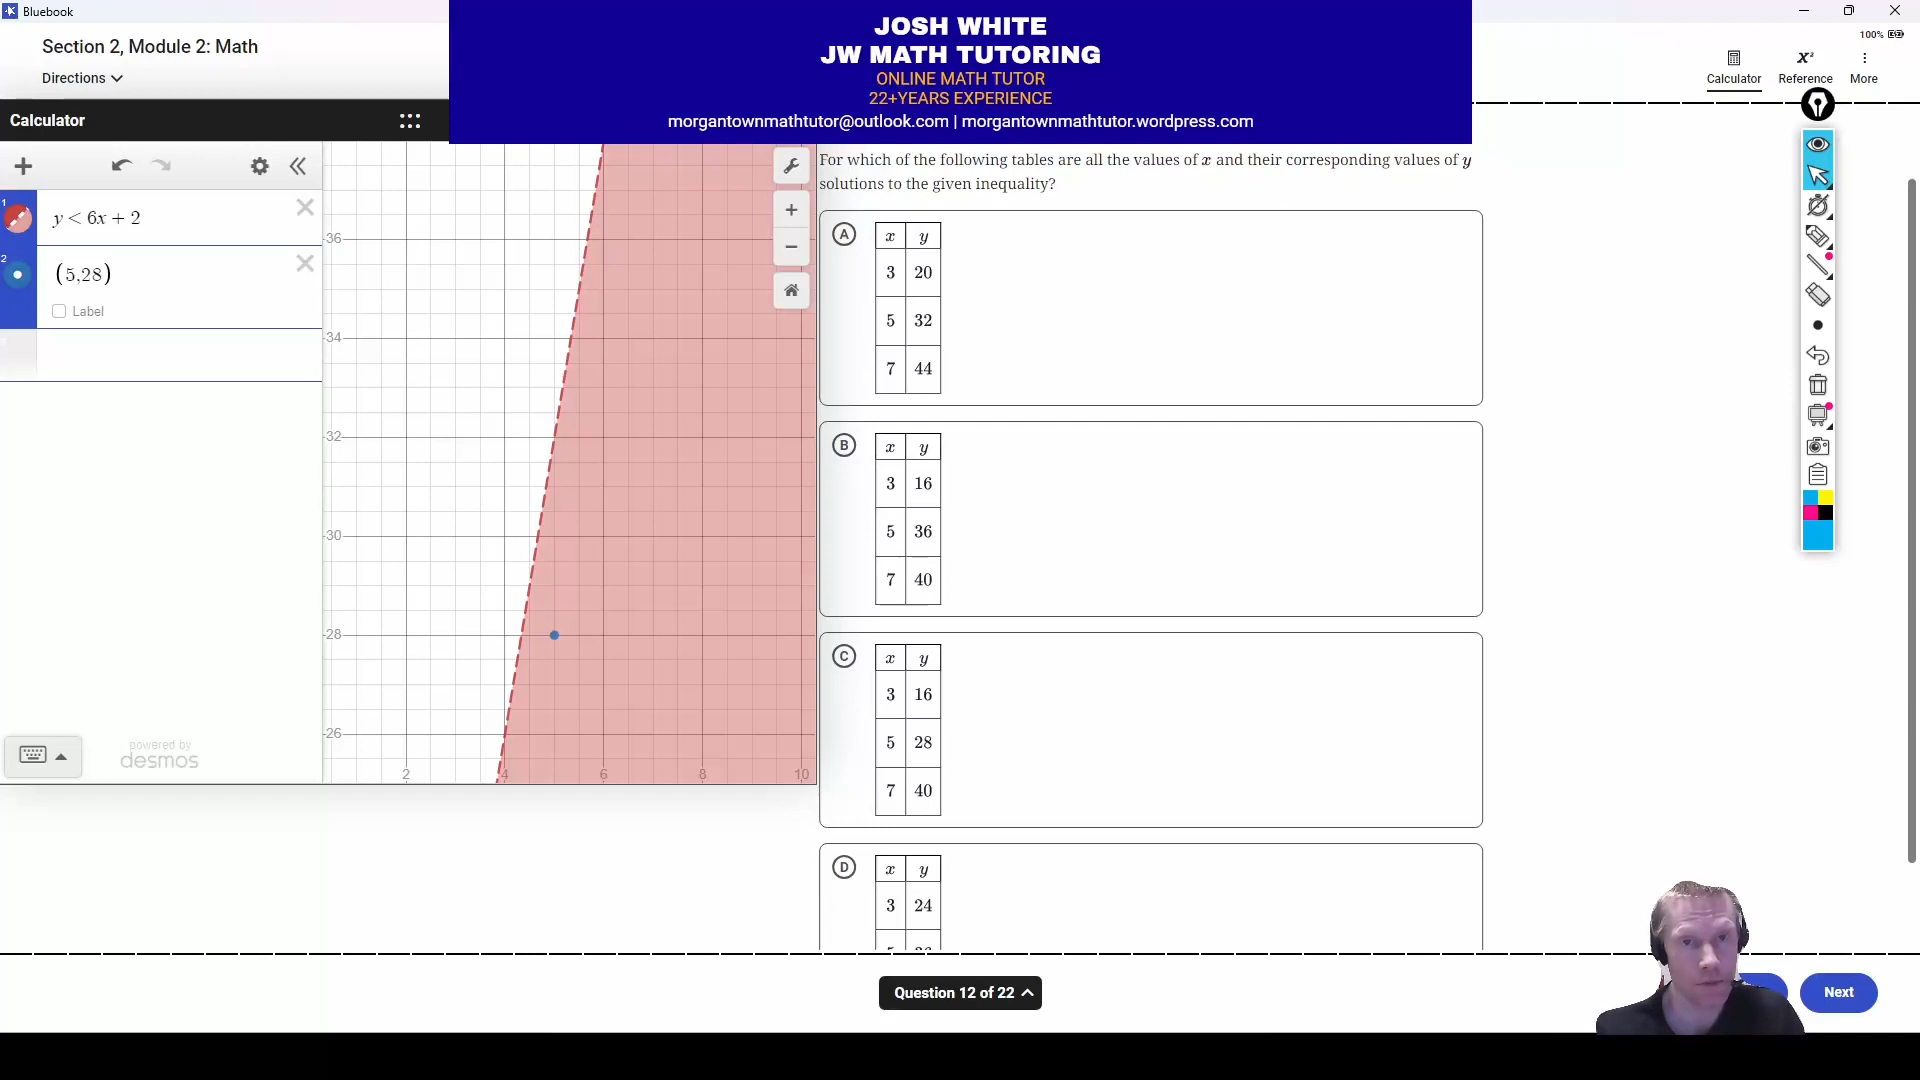 Bluebook
JOSH WHITE
JW MATH TUTORING
ONLINE MATH TUTOR
22+YEARS EXPERIENCE
morgantownmathtutor@outlook.com | morgantownmathtutor.wordpress.com
Section 2, Module 2: Math
Directions
100%
Calculator
Reference
More
Calculator
1
y < 6x + 2
2
(5,28)
Label
powered by
desmos
36
34
32
30
28
26
2 4 6 8 10
For which of the following tables are all the values of x and their corresponding values of y
solutions to the given inequality?
A
x y
3 20
5 32
7 44
B
x y
3 16
5 36
7 40
C
x y
3 16
5 28
7 40
D
x y
3 24
Question 12 of 22
Next